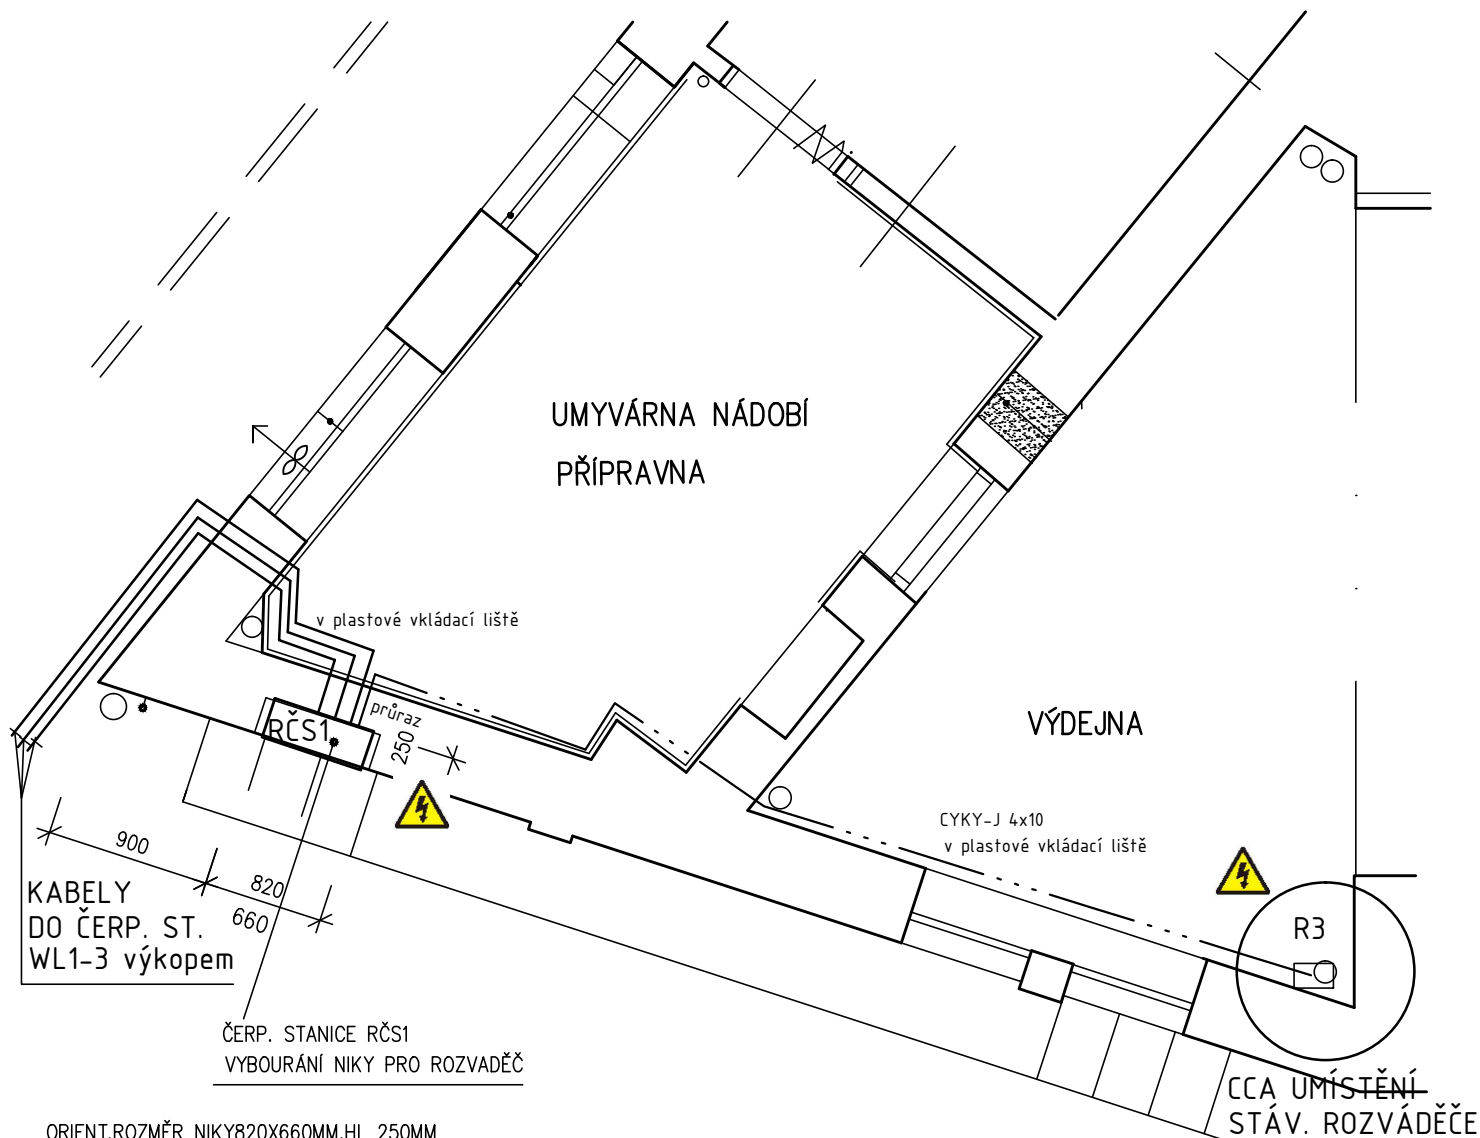 UMYVÁRNA NÁDOBÍ
PŘÍPRAVNA
v plastové vkládací liště
RČS1
průraz
250
VÝDEJNA
CYKY-J 4x10
v plastové vkládací liště
900
820
660
KABELY
DO ČERP. ST.
WL1-3 výkopem
R3
ČERP. STANICE RČS1
VYBOURÁNÍ NIKY PRO ROZVADĚČ
CCA UMÍSTĚNÍ
STÁV. ROZVÁDĚČE
ORIENT.ROZMĚR NIKY820X660MM,HL 250MM